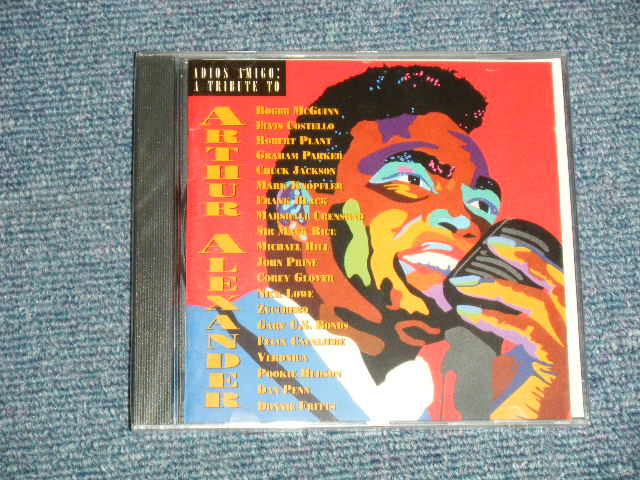 ADIOS AMIGO:
A TRIBUTE TO
ARTHUR ALEXANDER
ROGER MCGUINN
ELVIS COSTELLO
ROBERT PLANT
GRAHAM PARKER
CHUCK JACKSON
MARK KNOPFLER
FRANK BLACK
MARSHALL CRENSHAW
SIR MACK RICE
MICHAEL HILL
JOHN PRINE
COREY GLOVER
NICK LOWE
ZUCCHERO
GARY U.S. BONDS
FELIX CAVALIERE
VERONICA
POOKIE HUDSON
DAN PENN
DONNIE FRITTS